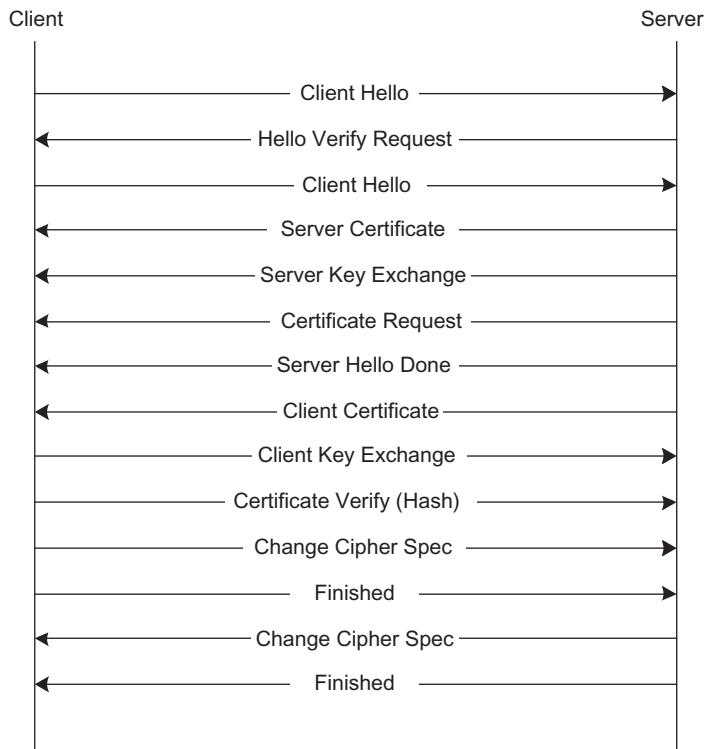 Client
Server
Client Hello
Hello Verify Request
Client Hello
Server Certificate
Server Key Exchange
Certificate Request
Server Hello Done
Client Certificate
Client Key Exchange
Certificate Verify (Hash)
Change Cipher Spec
Finished
Change Cipher Spec
Finished